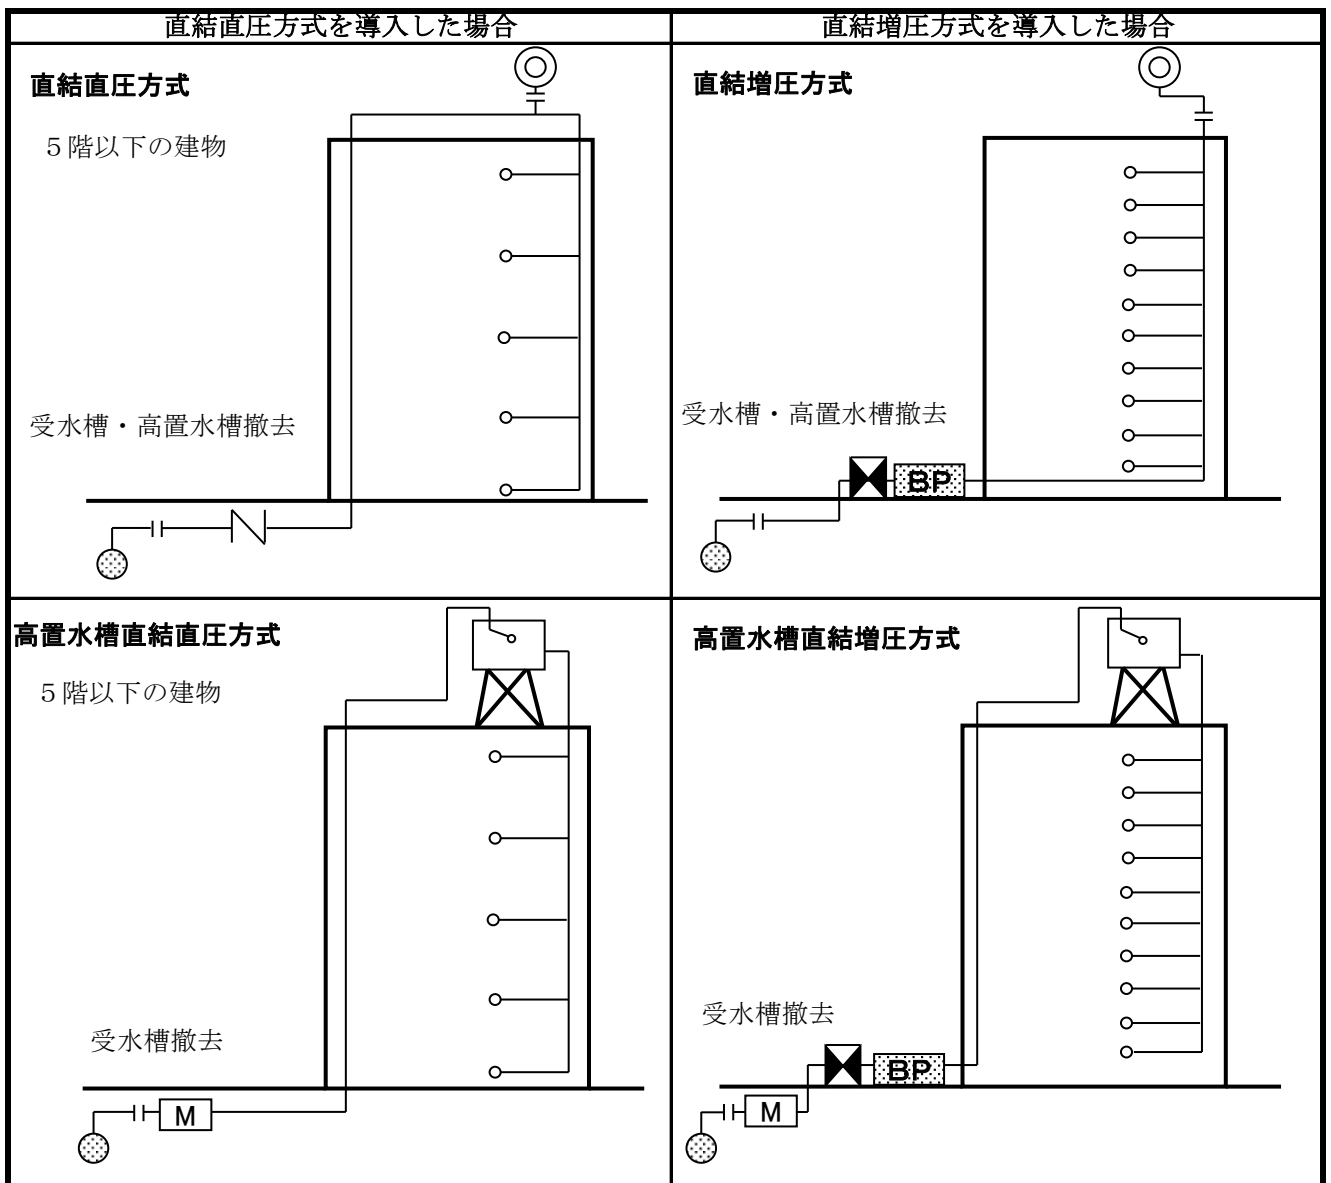 直結直圧方式を導入した場合
直結増圧方式を導入した場合
直結直圧方式
５階以下の建物
受水槽・高置水槽撤去
直結増圧方式
受水槽・高置水槽撤去
BP
高置水槽直結直圧方式
５階以下の建物
受水槽撤去
M
高置水槽直結増圧方式
受水槽撤去
BP
M